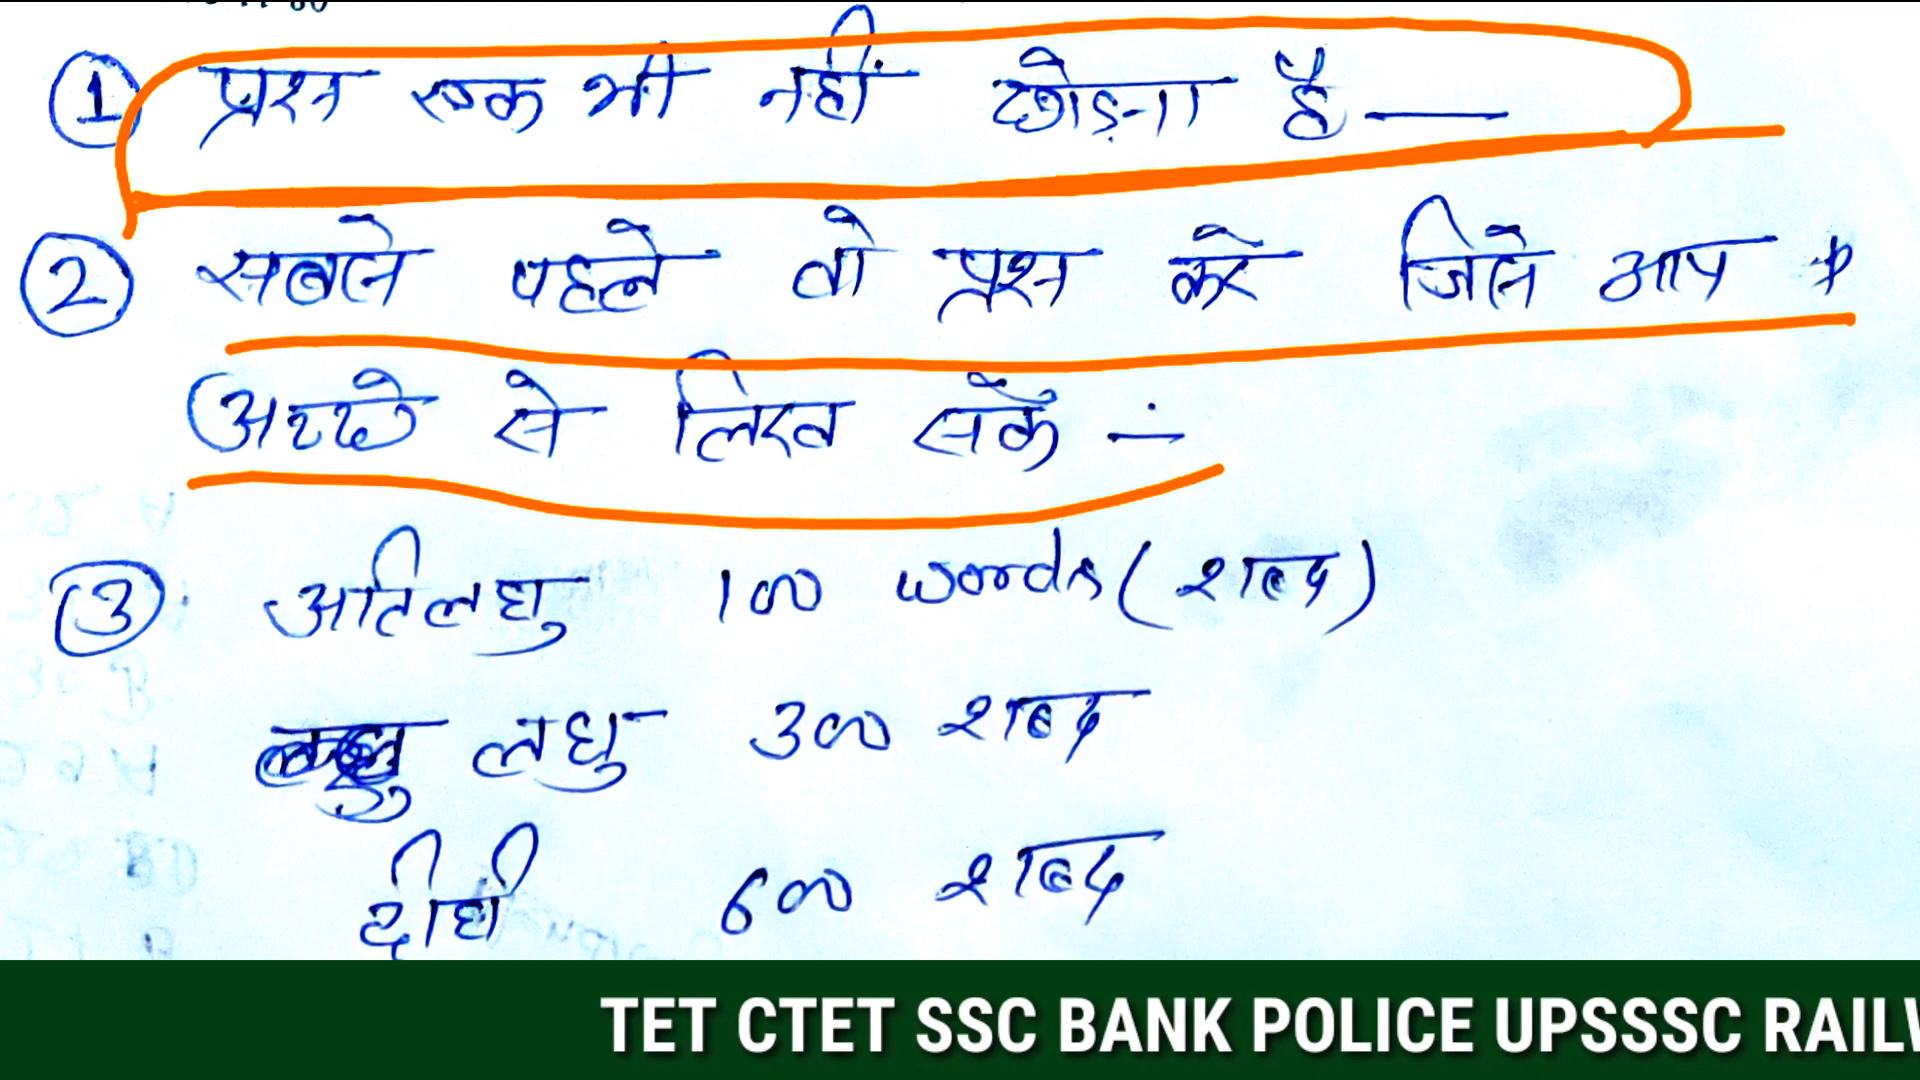 ① प्रश्न एक भी नहीं छोड़ना है —
② सबसे पहले वो प्रश्न करे जिसे आप
अच्छे से लिख सकें :-
③ अतिलघु 100 words (शब्द)
लघु 300 शब्द
दीर्घ 600 शब्द
TET CTET SSC BANK POLICE UPSSSC RAILW